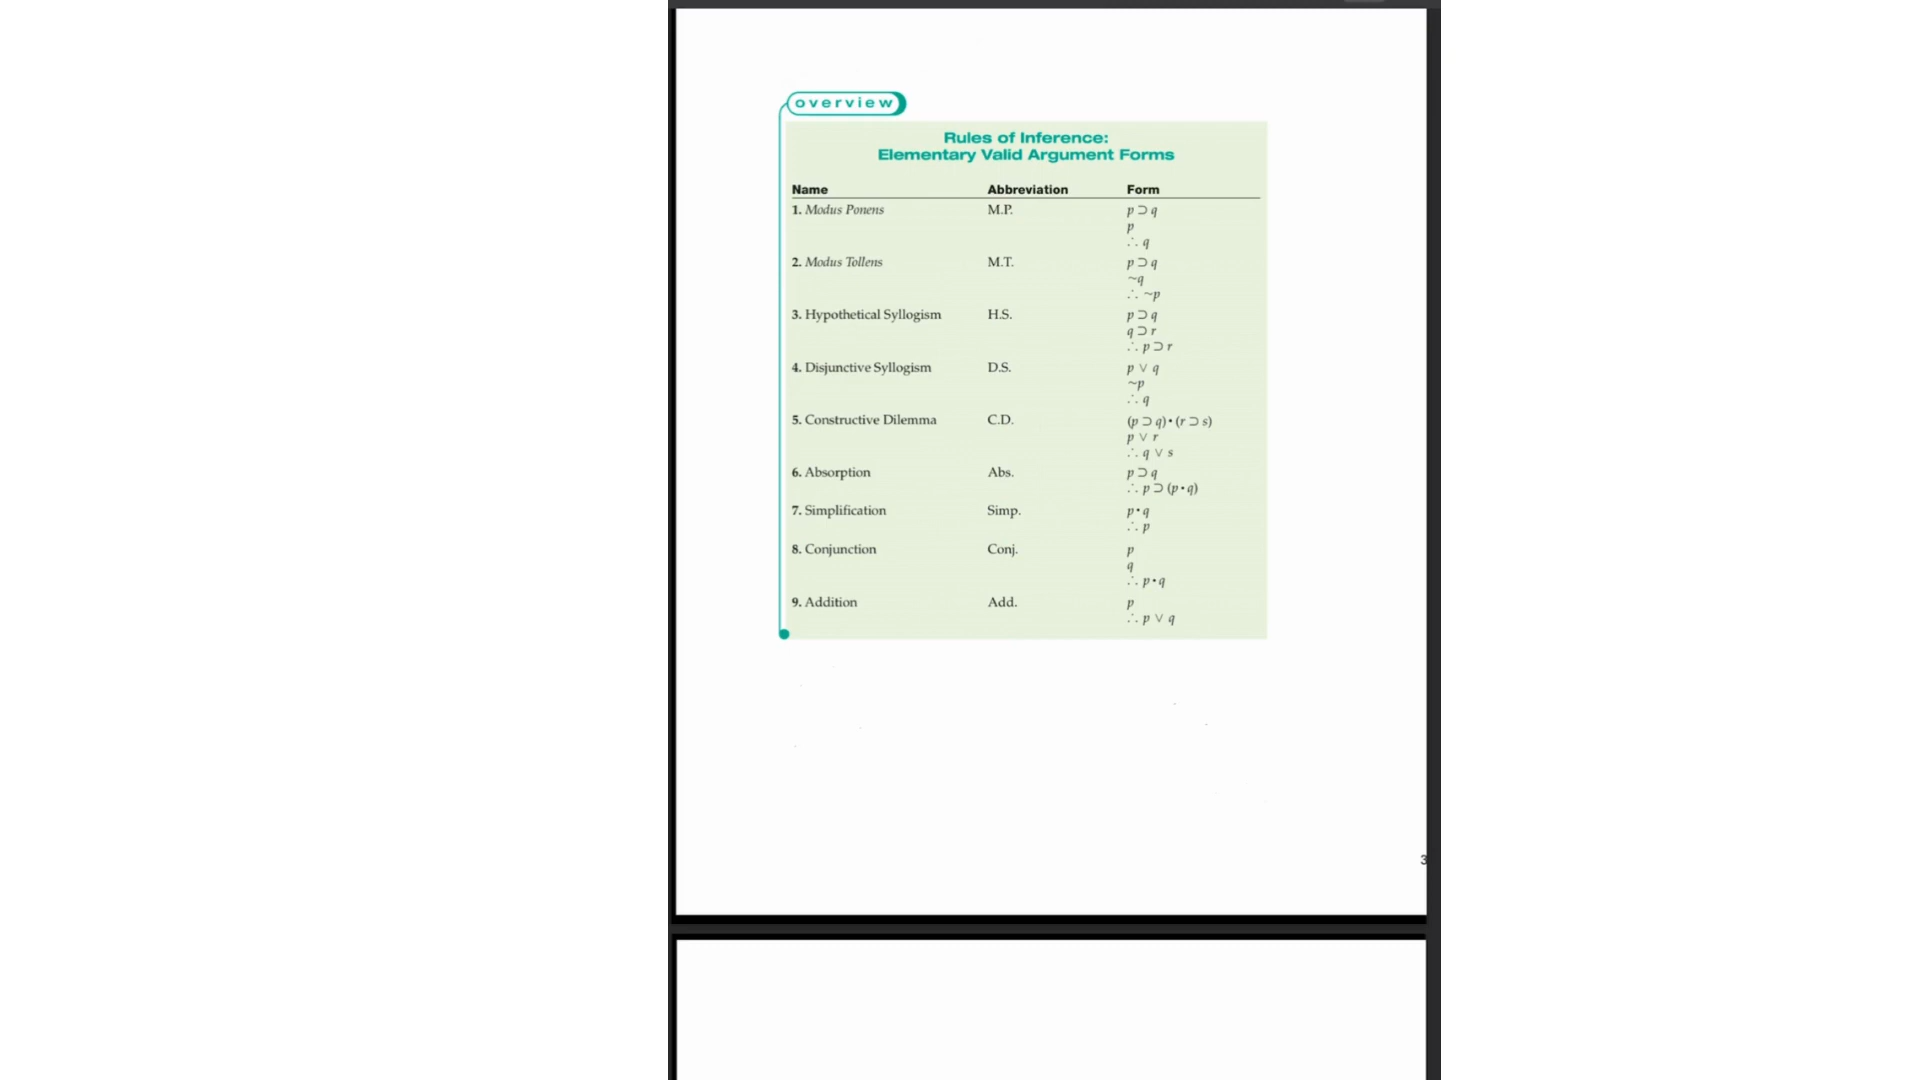 overview
Rules of Inference:
Elementary Valid Argument Forms
Name Abbreviation Form
1. Modus Ponens M.P. p ⊃ q
p
∴ q
2. Modus Tollens M.T. p ⊃ q
~q
∴ ~p
3. Hypothetical Syllogism H.S. p ⊃ q
q ⊃ r
∴ p ⊃ r
4. Disjunctive Syllogism D.S. p ∨ q
~p
∴ q
5. Constructive Dilemma C.D. (p ⊃ q) • (r ⊃ s)
p ∨ r
∴ q ∨ s
6. Absorption Abs. p ⊃ q
∴ p ⊃ (p • q)
7. Simplification Simp. p • q
∴ p
8. Conjunction Conj. p
q
∴ p • q
9. Addition Add. p
∴ p ∨ q
3